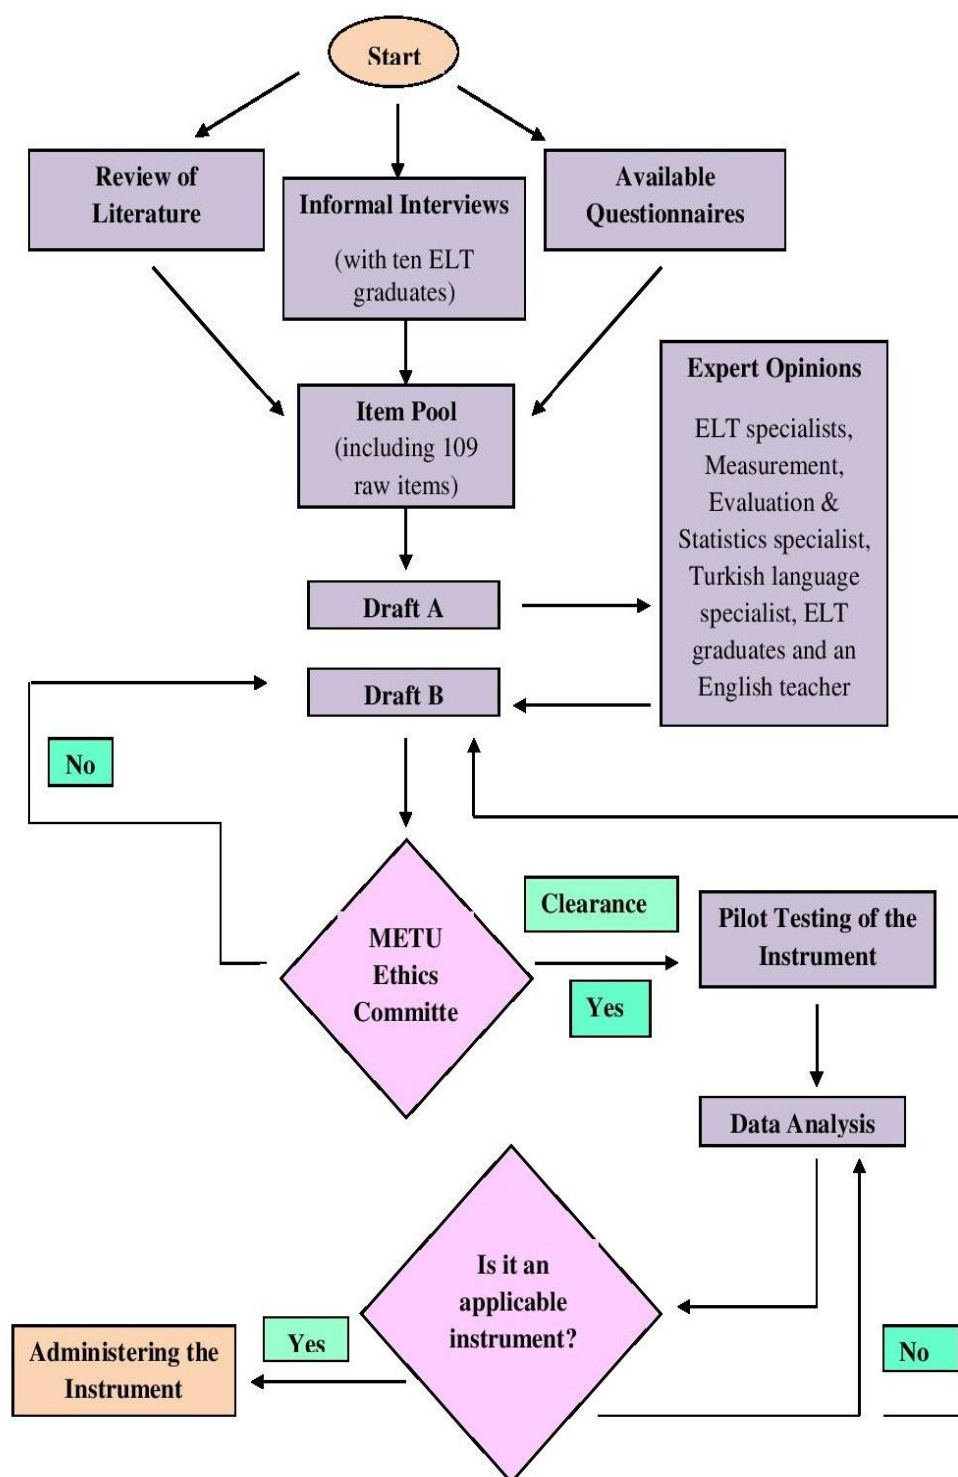 Start
Review of
Literature
Informal Interviews
(with ten ELT
graduates)
Available
Questionnaires
Item Pool
(including 109
raw items)
Expert Opinions
ELT specialists,
Measurement,
Evaluation &
Statistics specialist,
Turkish language
specialist, ELT
graduates and an
English teacher
Draft A
Draft B
No
METU
Ethics
Committe
Clearance
Yes
Pilot Testing of the
Instrument
Data Analysis
Is it an
applicable
instrument?
Yes
Administering the
Instrument
No